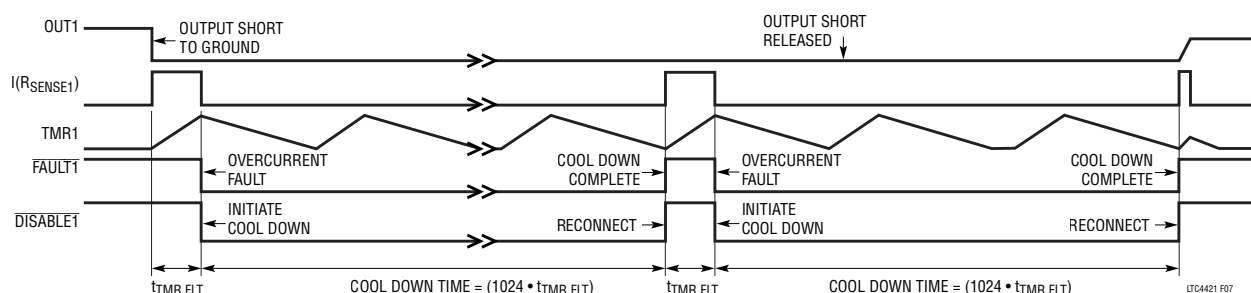 OUT1
OUTPUT SHORT
TO GROUND
OUTPUT SHORT
RELEASED
I(RSENSE1)
TMR1
FAULT1
OVERCURRENT
FAULT
COOL DOWN
COMPLETE
OVERCURRENT
FAULT
COOL DOWN
COMPLETE
DISABLE1
INITIATE
COOL DOWN
RECONNECT
INITIATE
COOL DOWN
RECONNECT
tTMR FLT
COOL DOWN TIME = (1024 • tTMR FLT)
tTMR FLT
COOL DOWN TIME = (1024 • tTMR FLT)
LTC4421 F07